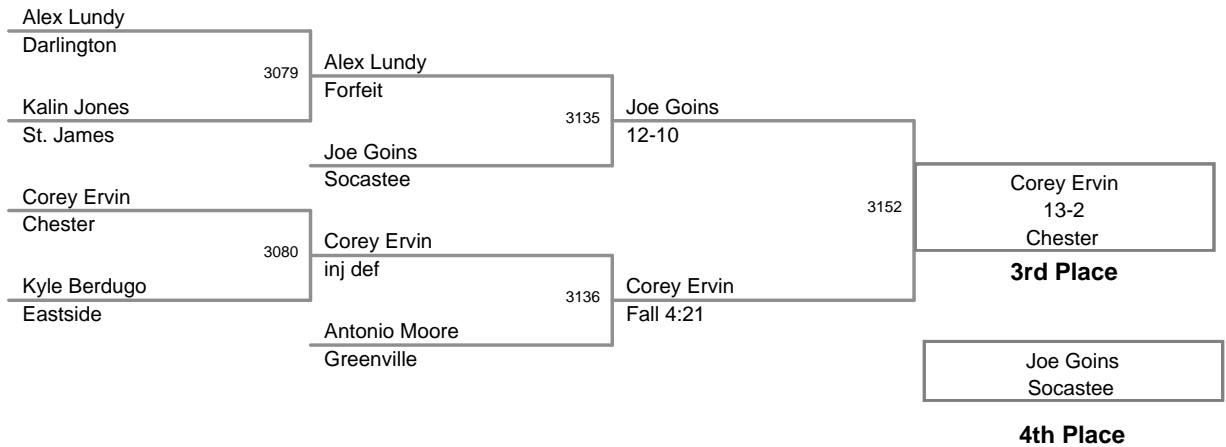 Alex Lundy
Darlington
3079
Kalin Jones
St. James
Alex Lundy
Forfeit
3135
Joe Goins
Socastee
Joe Goins
12-10
Corey Ervin
Chester
3080
Kyle Berdugo
Eastside
Corey Ervin
inj def
3136
Antonio Moore
Greenville
Corey Ervin
Fall 4:21
3152
Corey Ervin
13-2
Chester
3rd Place
Joe Goins
Socastee
4th Place